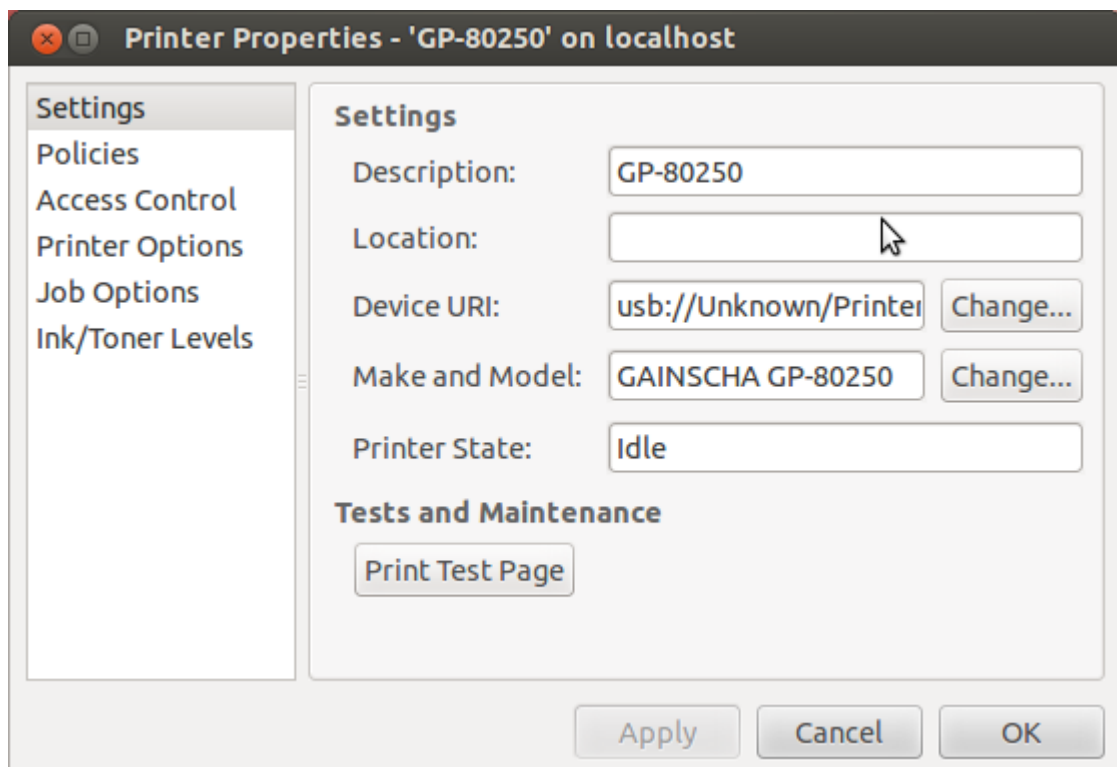 Printer Properties - 'GP-80250' on localhost
Settings
Policies
Access Control
Printer Options
Job Options
Ink/Toner Levels
Settings
Description: GP-80250
Location:
Device URI: usb://Unknown/Printer Change...
Make and Model: GAINSCHA GP-80250 Change...
Printer State: Idle
Tests and Maintenance
Print Test Page
Apply Cancel OK